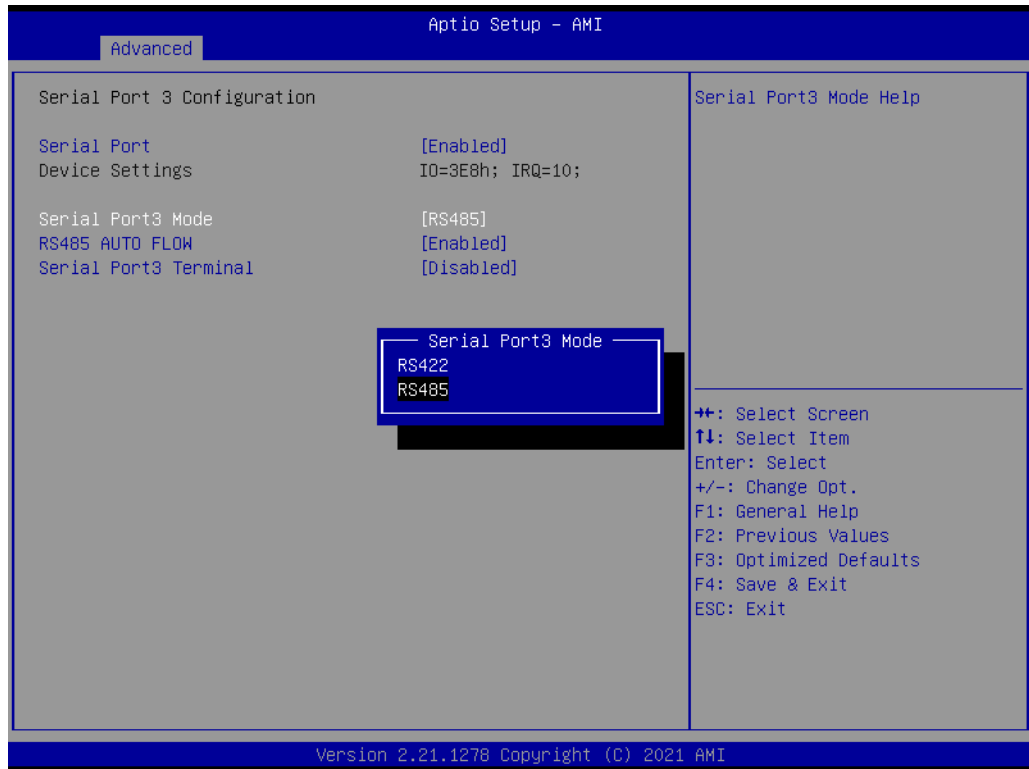 Aptio Setup – AMI
Advanced
Serial Port 3 Configuration
Serial Port [Enabled]
Device Settings IO=3E8h; IRQ=10;
Serial Port3 Mode [RS485]
RS485 AUTO FLOW [Enabled]
Serial Port3 Terminal [Disabled]
Serial Port3 Mode
RS422
RS485
Serial Port3 Mode Help
→←: Select Screen
↑↓: Select Item
Enter: Select
+/-: Change Opt.
F1: General Help
F2: Previous Values
F3: Optimized Defaults
F4: Save & Exit
ESC: Exit
Version 2.21.1278 Copyright (C) 2021 AMI